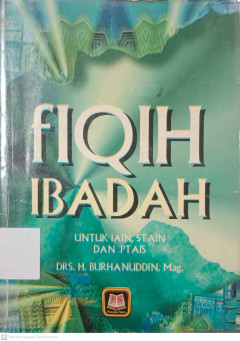 fIQIH
IBADAH
UNTUK IAIN, STAIN
DAN PTAIS
DRS. H. BURHANUDDIN, Mag.